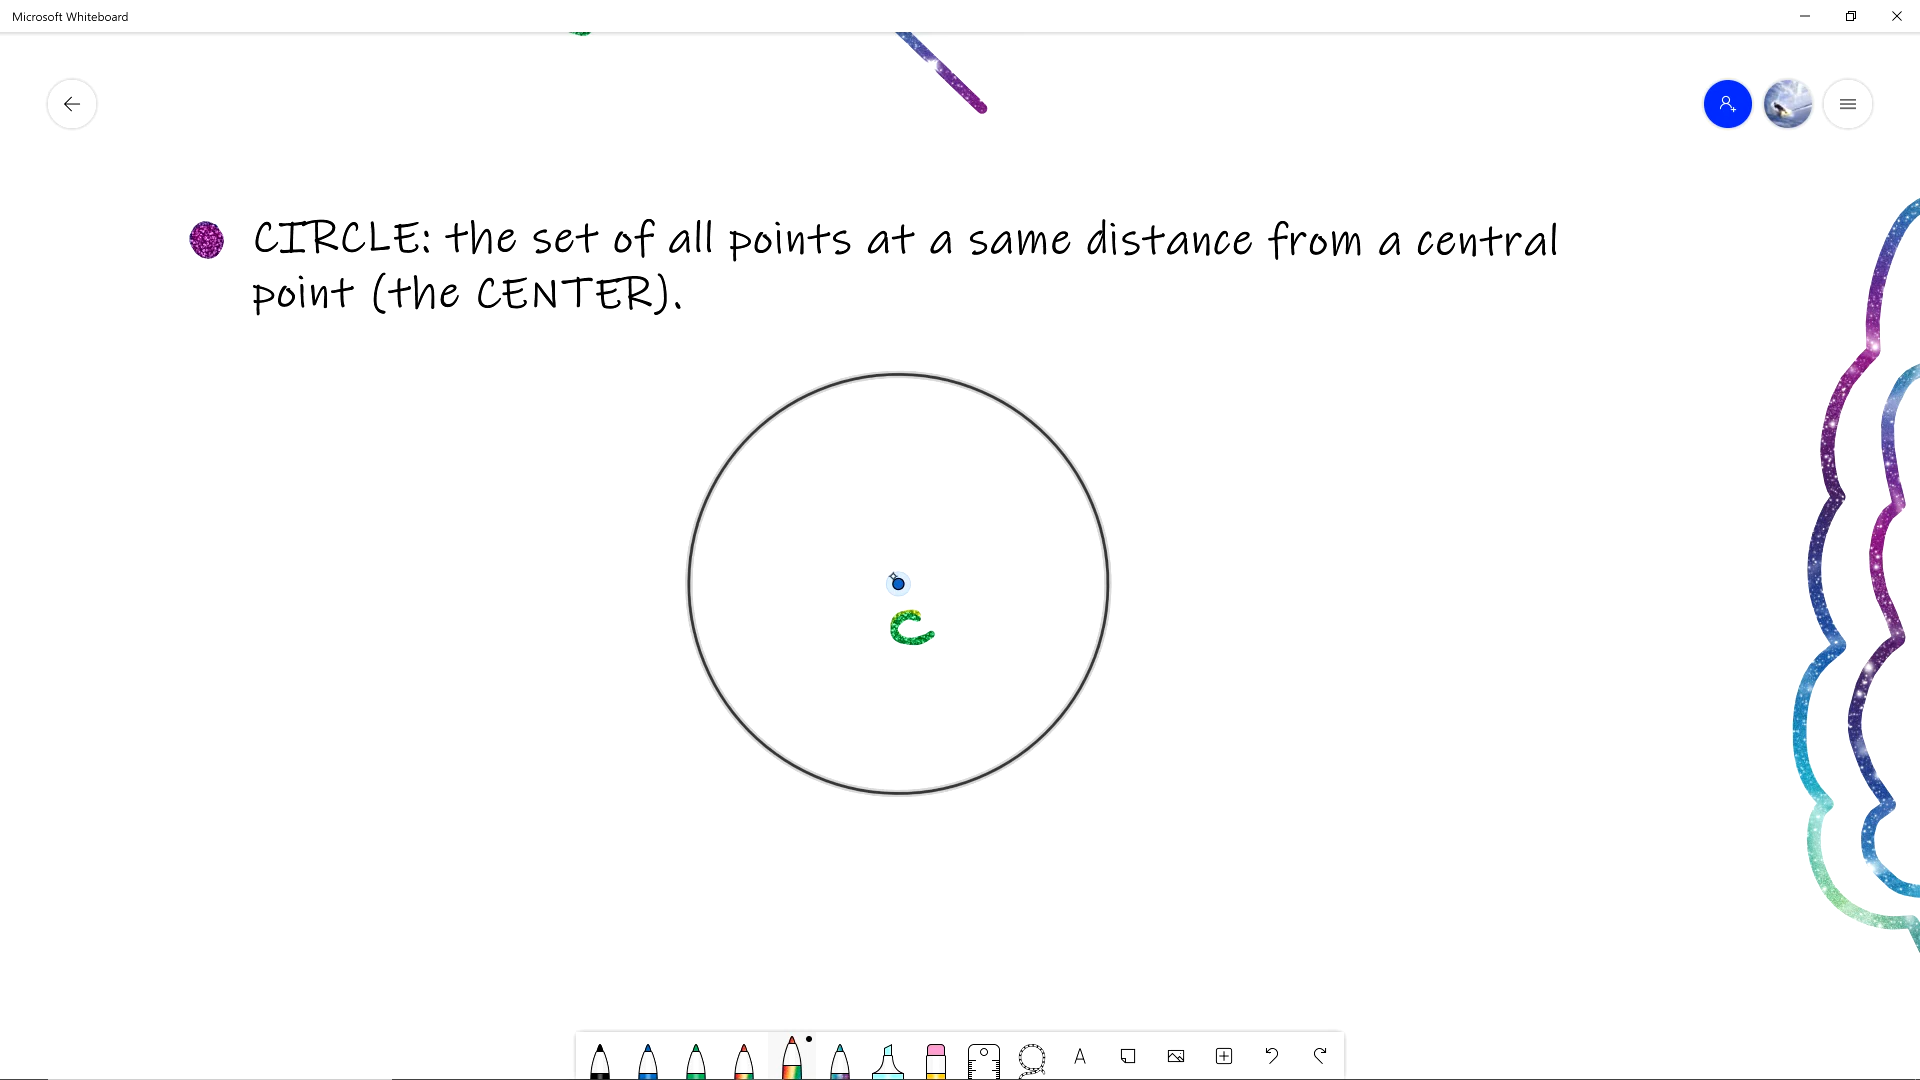 Microsoft Whiteboard
CIRCLE: the set of all points at a same distance from a central
point (the CENTER).
C
A